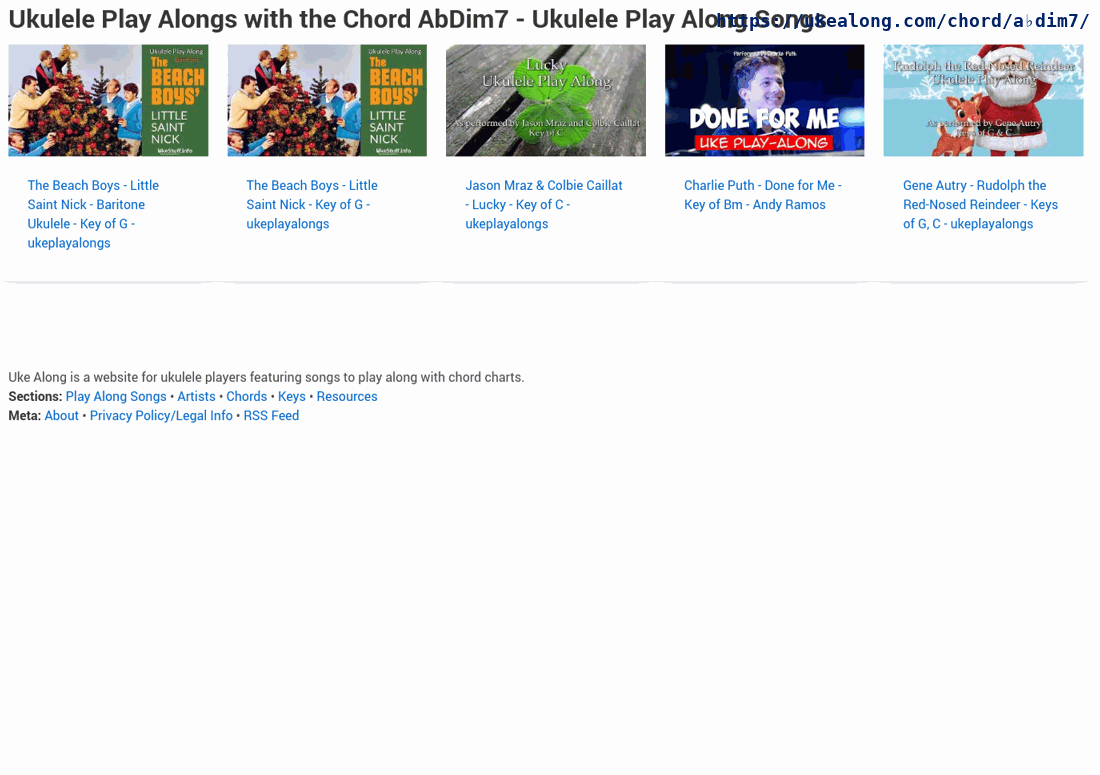 Ukulele Play Alongs with the Chord AbDim7 - Ukulele Play Along Songs
https://ukealong.com/chord/a♭dim7/
Ukulele Play Along
The
BEACH
BOYS'
LITTLE
SAINT
NICK
UkeStuff.info
Ukulele Play Along
The
BEACH
BOYS'
LITTLE
SAINT
NICK
UkeStuff.info
Lucky
Ukulele Play Along
As performed by Jason Mraz and Colbie Caillat
Key of C
Performed by Charlie Puth
DONE FOR ME
UKE PLAY-ALONG
Rudolph the Red-Nosed Reindeer
Ukulele Play Along
As performed by Gene Autry
Keys of G & C
The Beach Boys - Little
Saint Nick - Baritone
Ukulele - Key of G -
ukeplayalongs
The Beach Boys - Little
Saint Nick - Key of G -
ukeplayalongs
Jason Mraz & Colbie Caillat
- Lucky - Key of C -
ukeplayalongs
Charlie Puth - Done for Me -
Key of Bm - Andy Ramos
Gene Autry - Rudolph the
Red-Nosed Reindeer - Keys
of G, C - ukeplayalongs
Uke Along is a website for ukulele players featuring songs to play along with chord charts.
Sections: Play Along Songs • Artists • Chords • Keys • Resources
Meta: About • Privacy Policy/Legal Info • RSS Feed